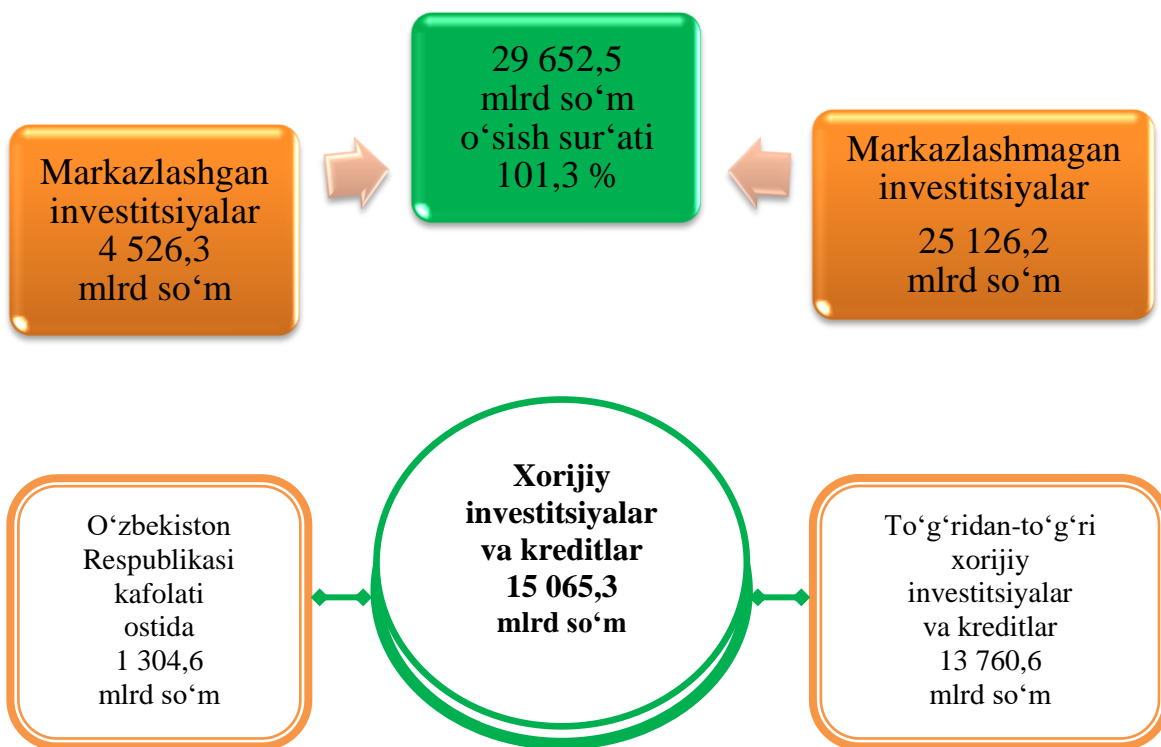 29 652,5
mlrd so‘m
o‘sish sur‘ati
101,3 %
Markazlashgan
investitsiyalar
4 526,3
mlrd so‘m
Markazlashmagan
investitsiyalar
25 126,2
mlrd so‘m
Xorijiy
investitsiyalar
va kreditlar
15 065,3
mlrd so‘m
O‘zbekiston
Respublikasi
kafolati
ostida
1 304,6
mlrd so‘m
To‘g‘ridan-to‘g‘ri
xorijiy
investitsiyalar
va kreditlar
13 760,6
mlrd so‘m